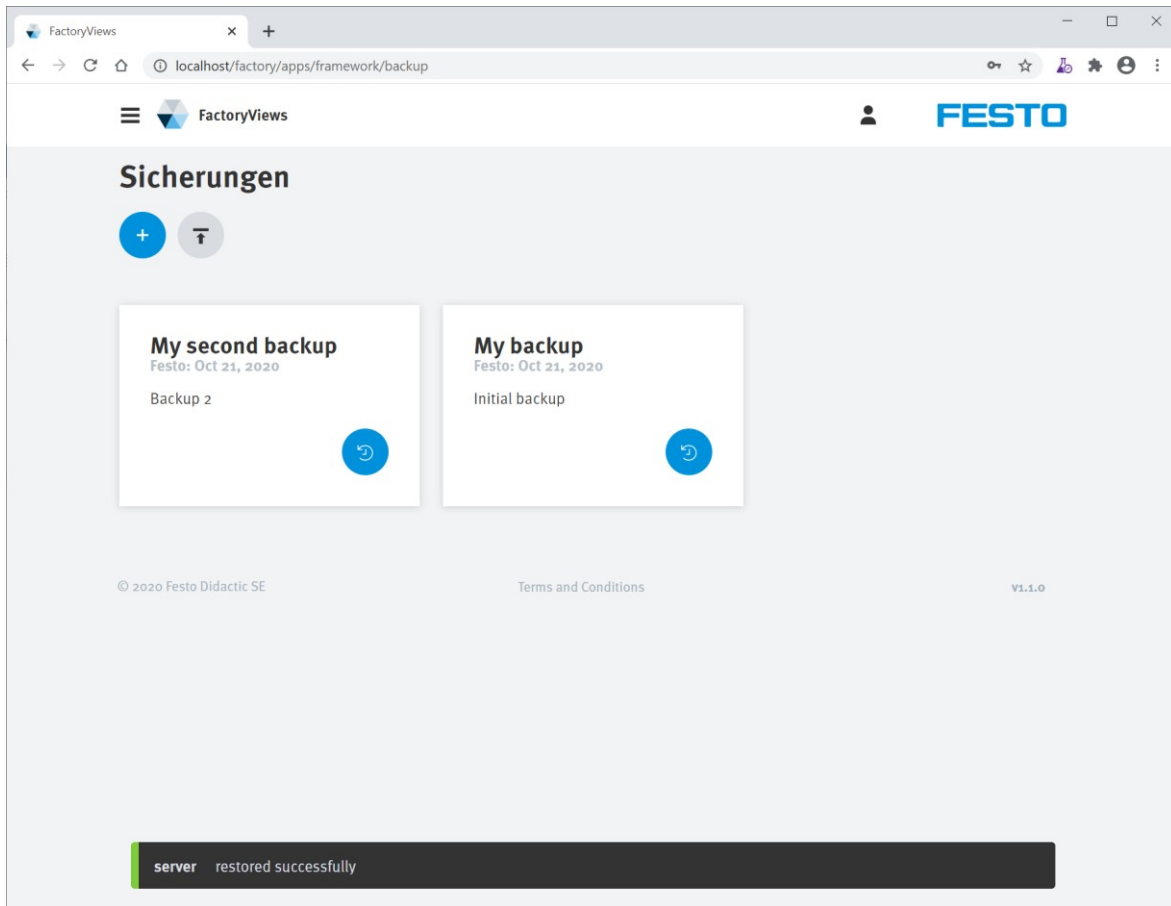 FactoryViews
localhost/factory/apps/framework/backup
FactoryViews
FESTO
Sicherungen
My second backup
Festo: Oct 21, 2020
Backup 2
My backup
Festo: Oct 21, 2020
Initial backup
© 2020 Festo Didactic SE
Terms and Conditions
v1.1.0
server restored successfully